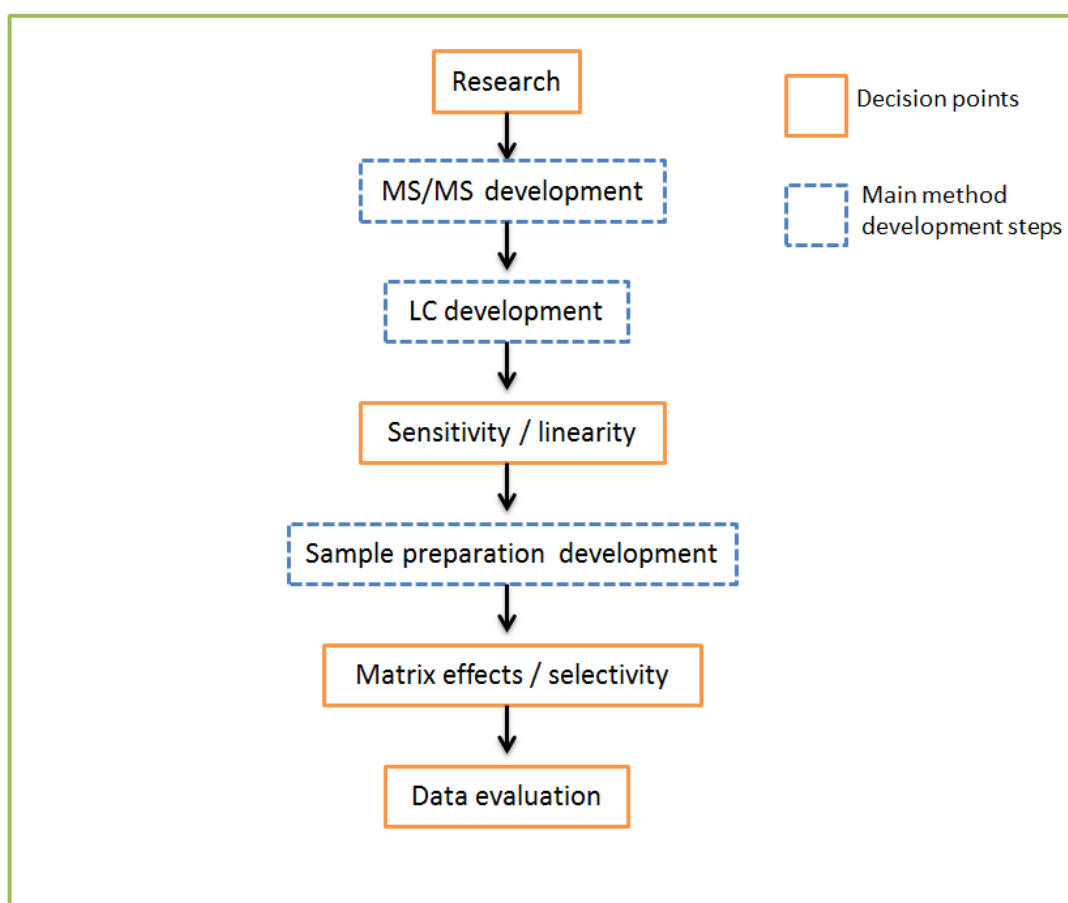 Research
Decision points
MS/MS development
Main method
development steps
LC development
Sensitivity / linearity
Sample preparation development
Matrix effects / selectivity
Data evaluation